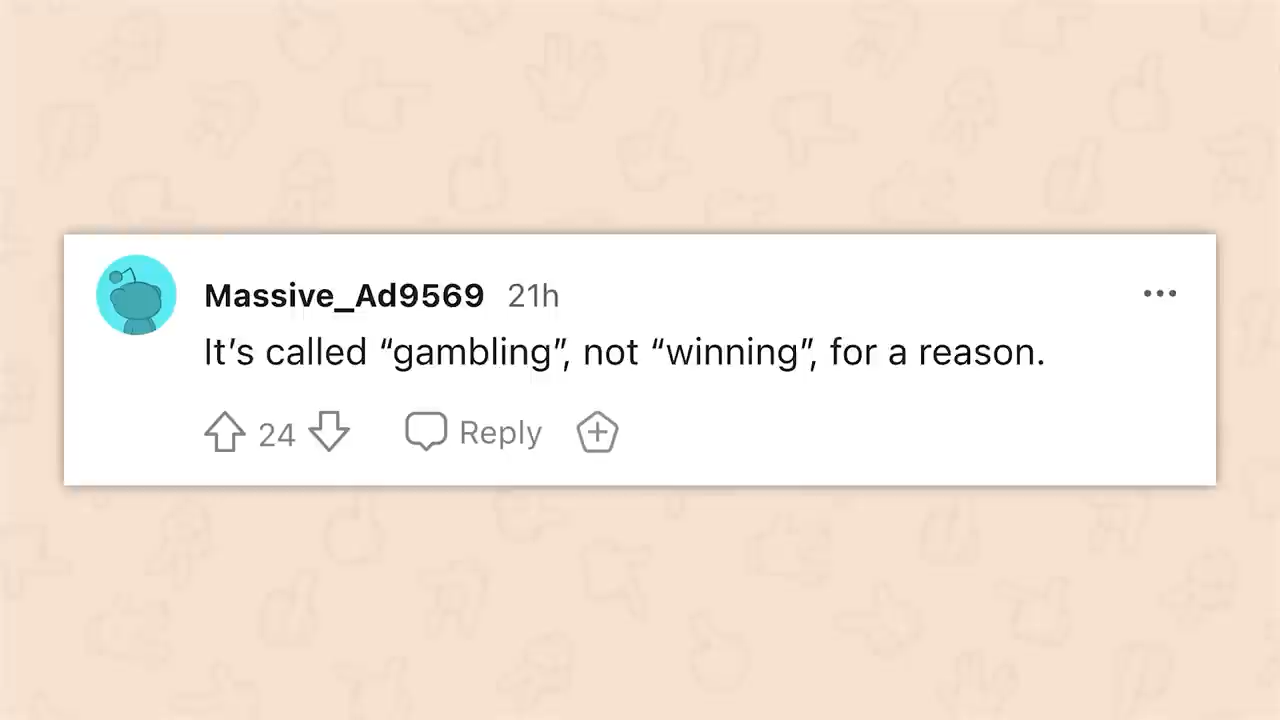 Massive_Ad9569 21h
It’s called “gambling”, not “winning”, for a reason.
24 Reply